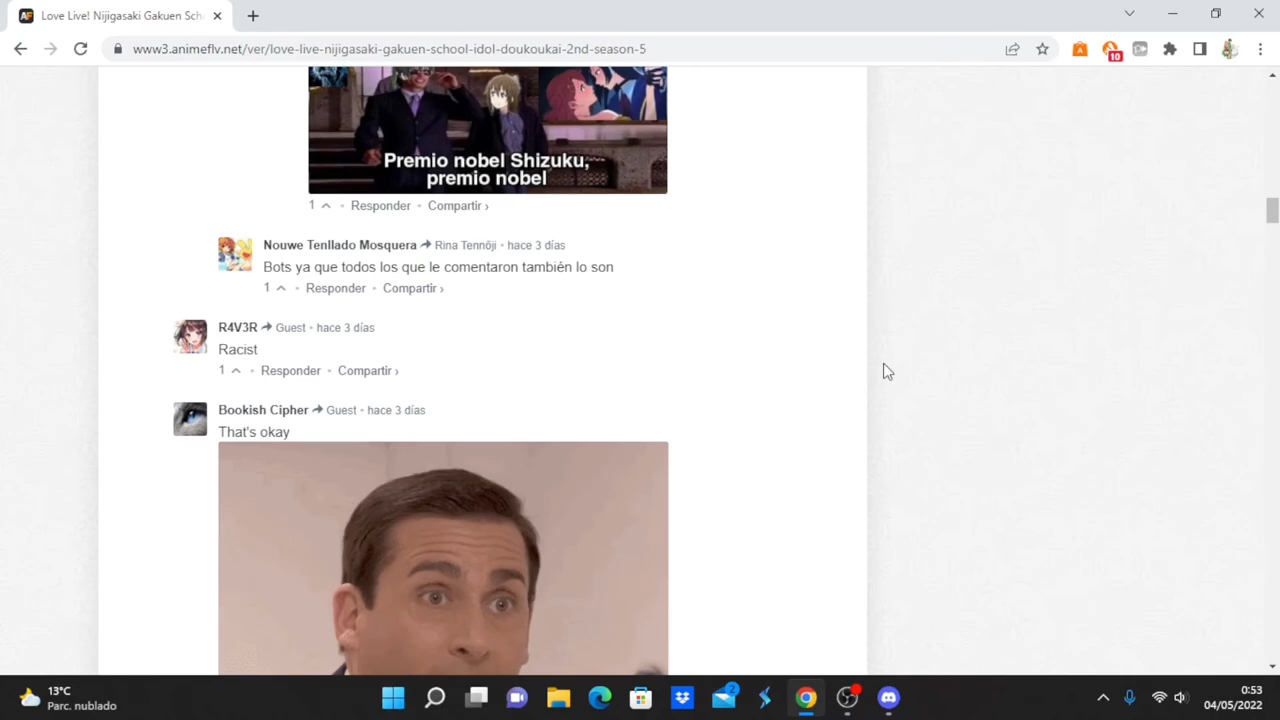 Love Live! Nijigasaki Gakuen Sch
www3.animeflv.net/ver/love-live-nijigasaki-gakuen-school-idol-doukoukai-2nd-season-5
10
Premio nobel Shizuku,
premio nobel
1 • Responder • Compartir ›
Nouwe Tenllado Mosquera Rina Tennōji • hace 3 días
Bots ya que todos los que le comentaron también lo son
1 • Responder • Compartir ›
R4V3R Guest • hace 3 días
Racist
1 • Responder • Compartir ›
Bookish Cipher Guest • hace 3 días
That's okay
13°C
Parc. nublado
2
0:53
04/05/2022